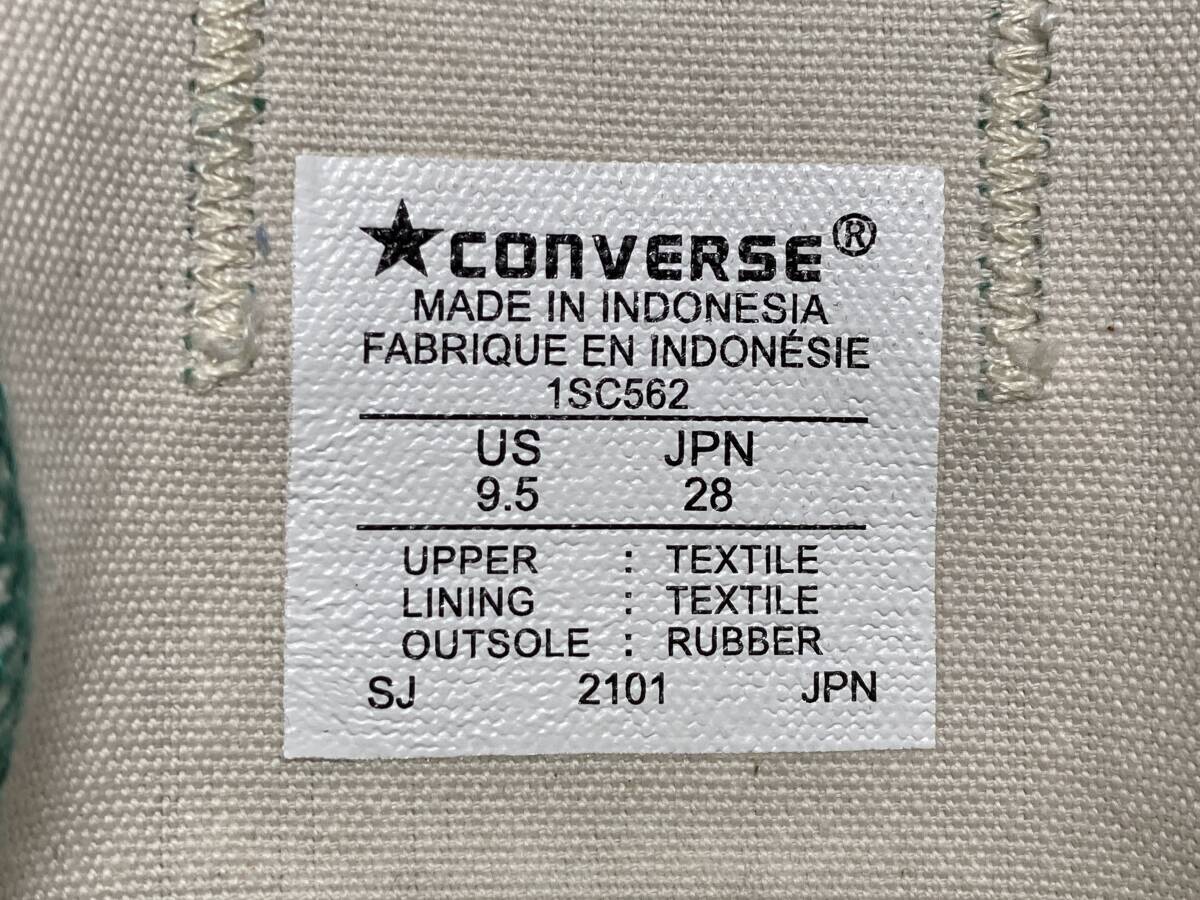 ★CONVERSE®
MADE IN INDONESIA
FABRIQUE EN INDONÉSIE
1SC562
US JPN
9.5 28
UPPER : TEXTILE
LINING : TEXTILE
OUTSOLE : RUBBER
SJ 2101 JPN